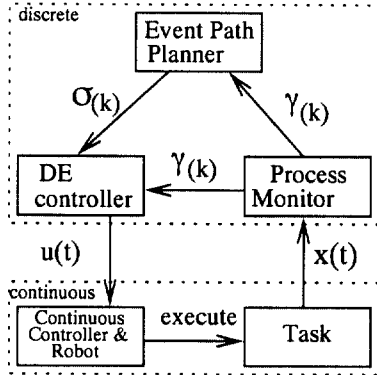 discrete
Event Path
Planner
σ(k)
γ(k)
DE
controller
γ(k)
Process
Monitor
u(t)
x(t)
continuous
Continuous
Controller &
Robot
execute
Task